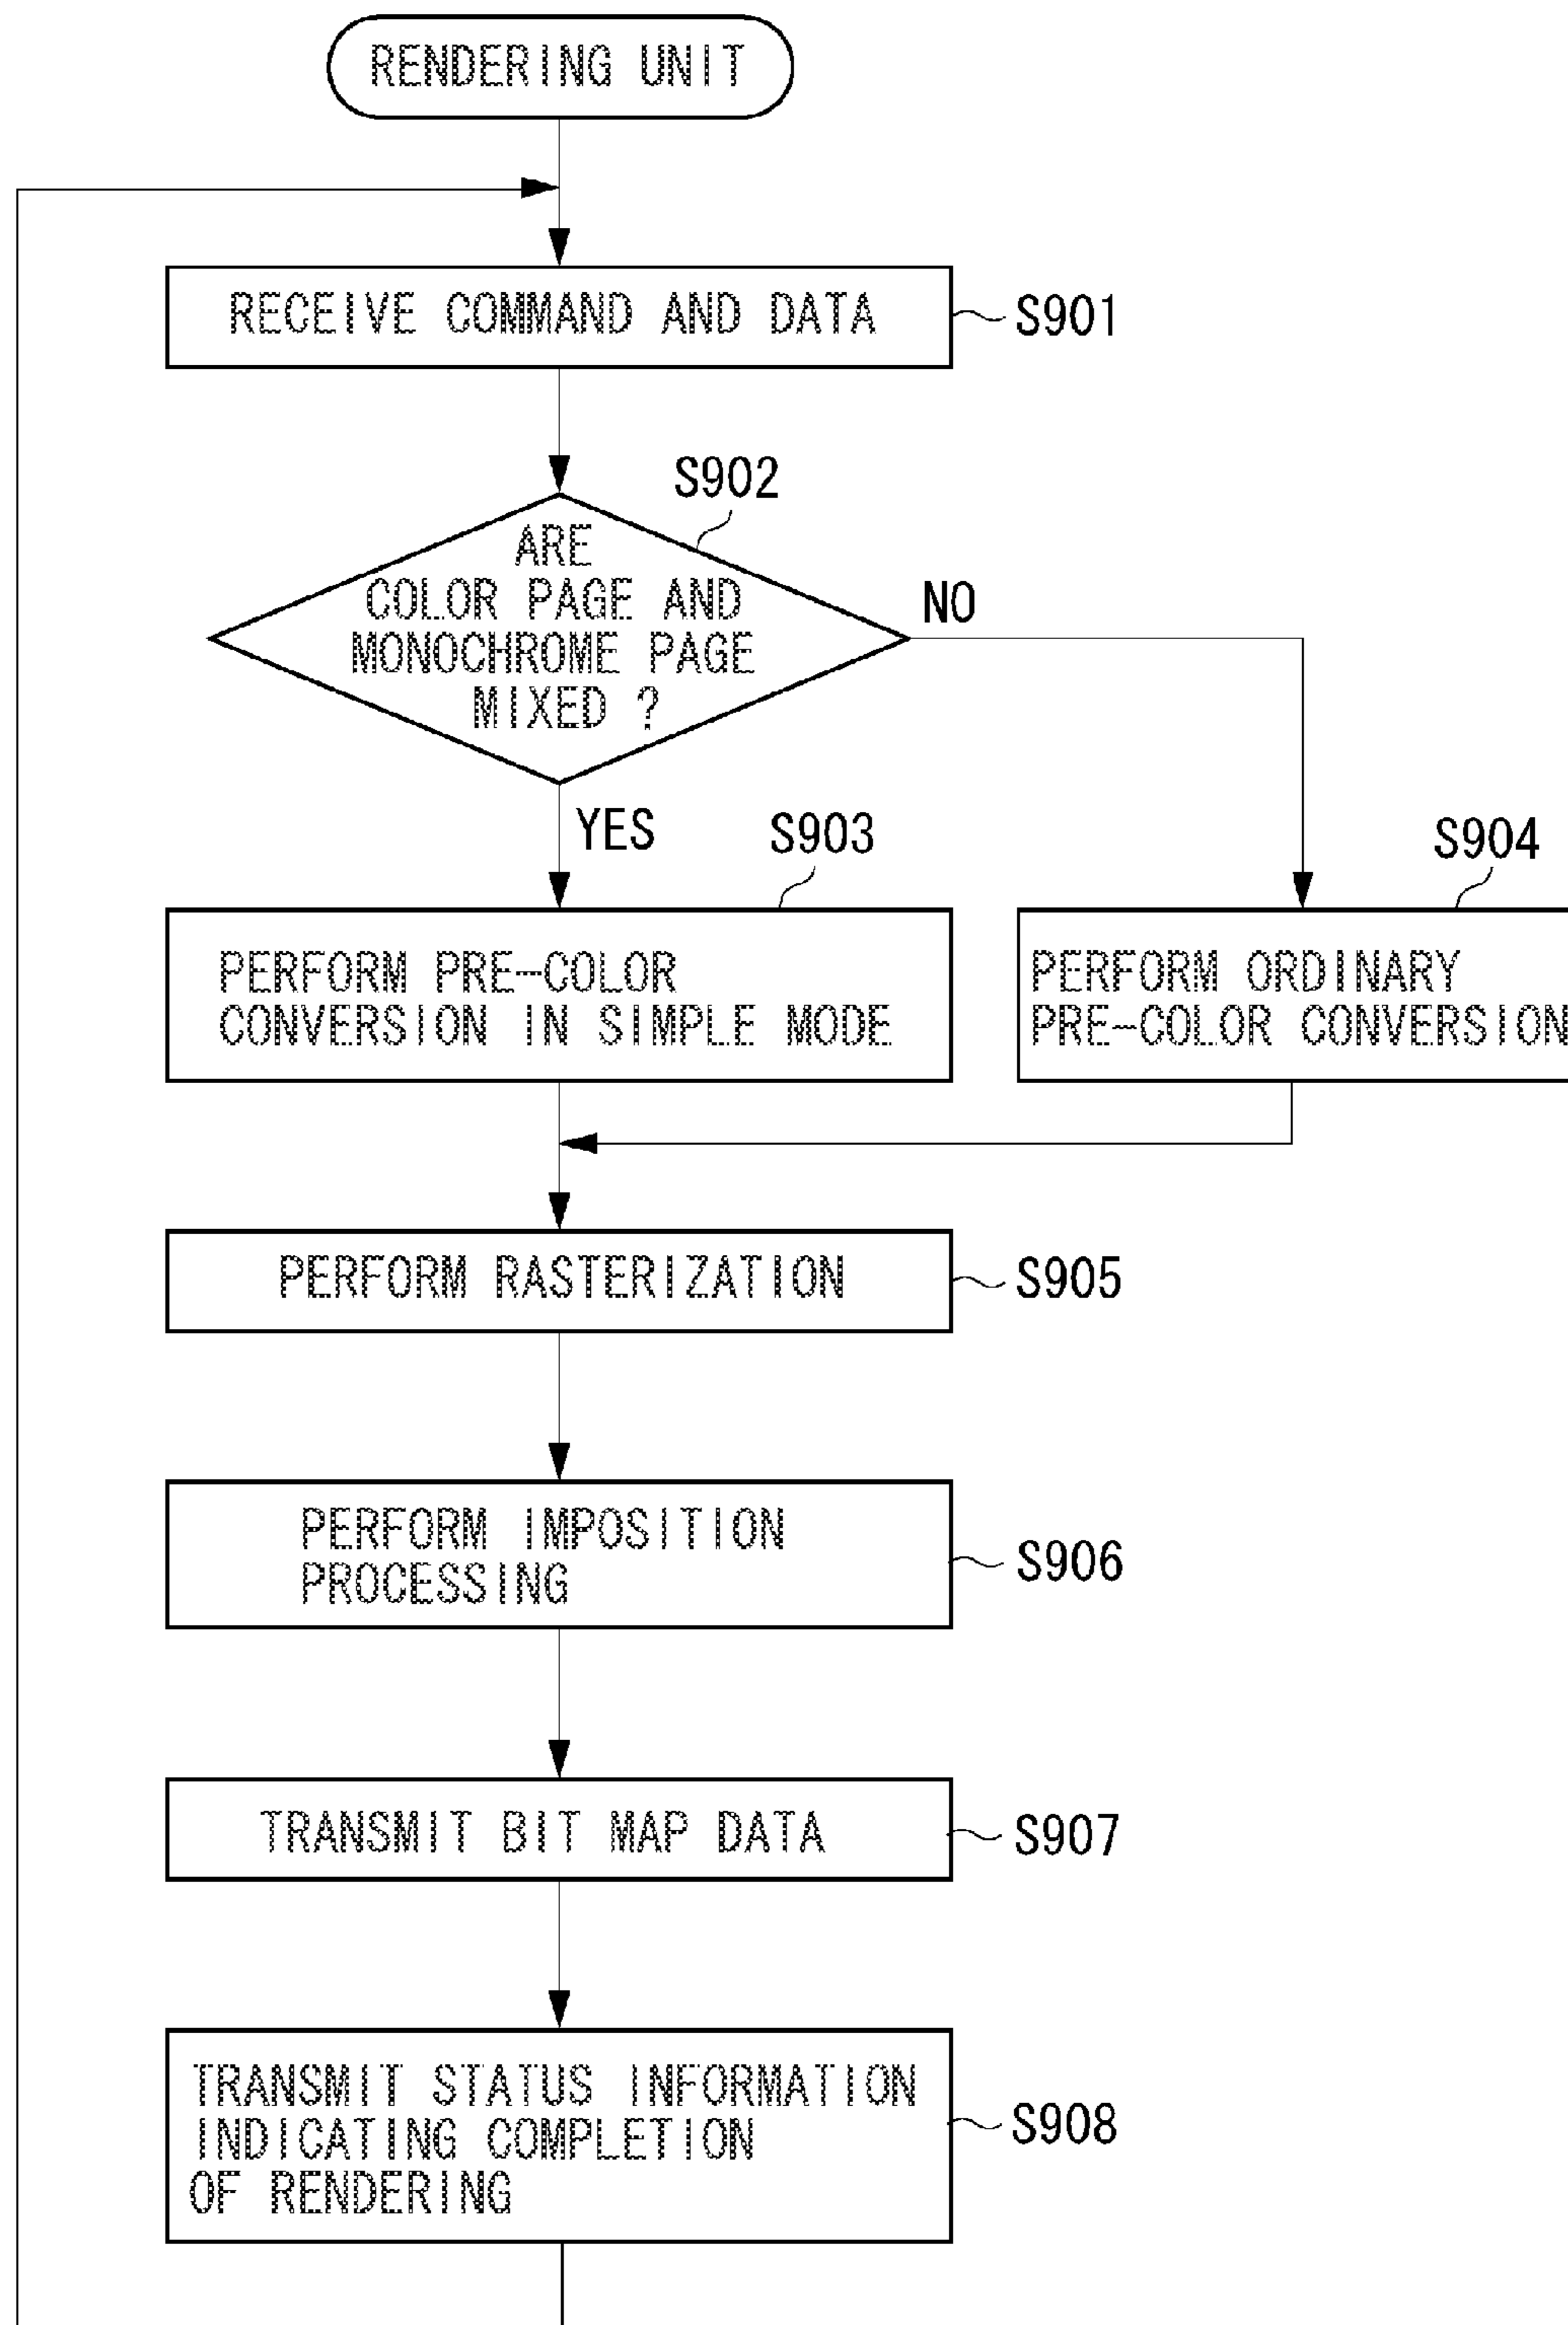 RENDERING UNIT
RECEIVE COMMAND AND DATA
S901
S902
ARE
COLOR PAGE AND
MONOCHROME PAGE
MIXED ?
NO
YES
S903
S904
PERFORM PRE-COLOR
CONVERSION IN SIMPLE MODE
PERFORM ORDINARY
PRE-COLOR CONVERSION
PERFORM RASTERIZATION
S905
PERFORM IMPOSITION
PROCESSING
S906
TRANSMIT BIT MAP DATA
S907
TRANSMIT STATUS INFORMATION
INDICATING COMPLETION
OF RENDERING
S908